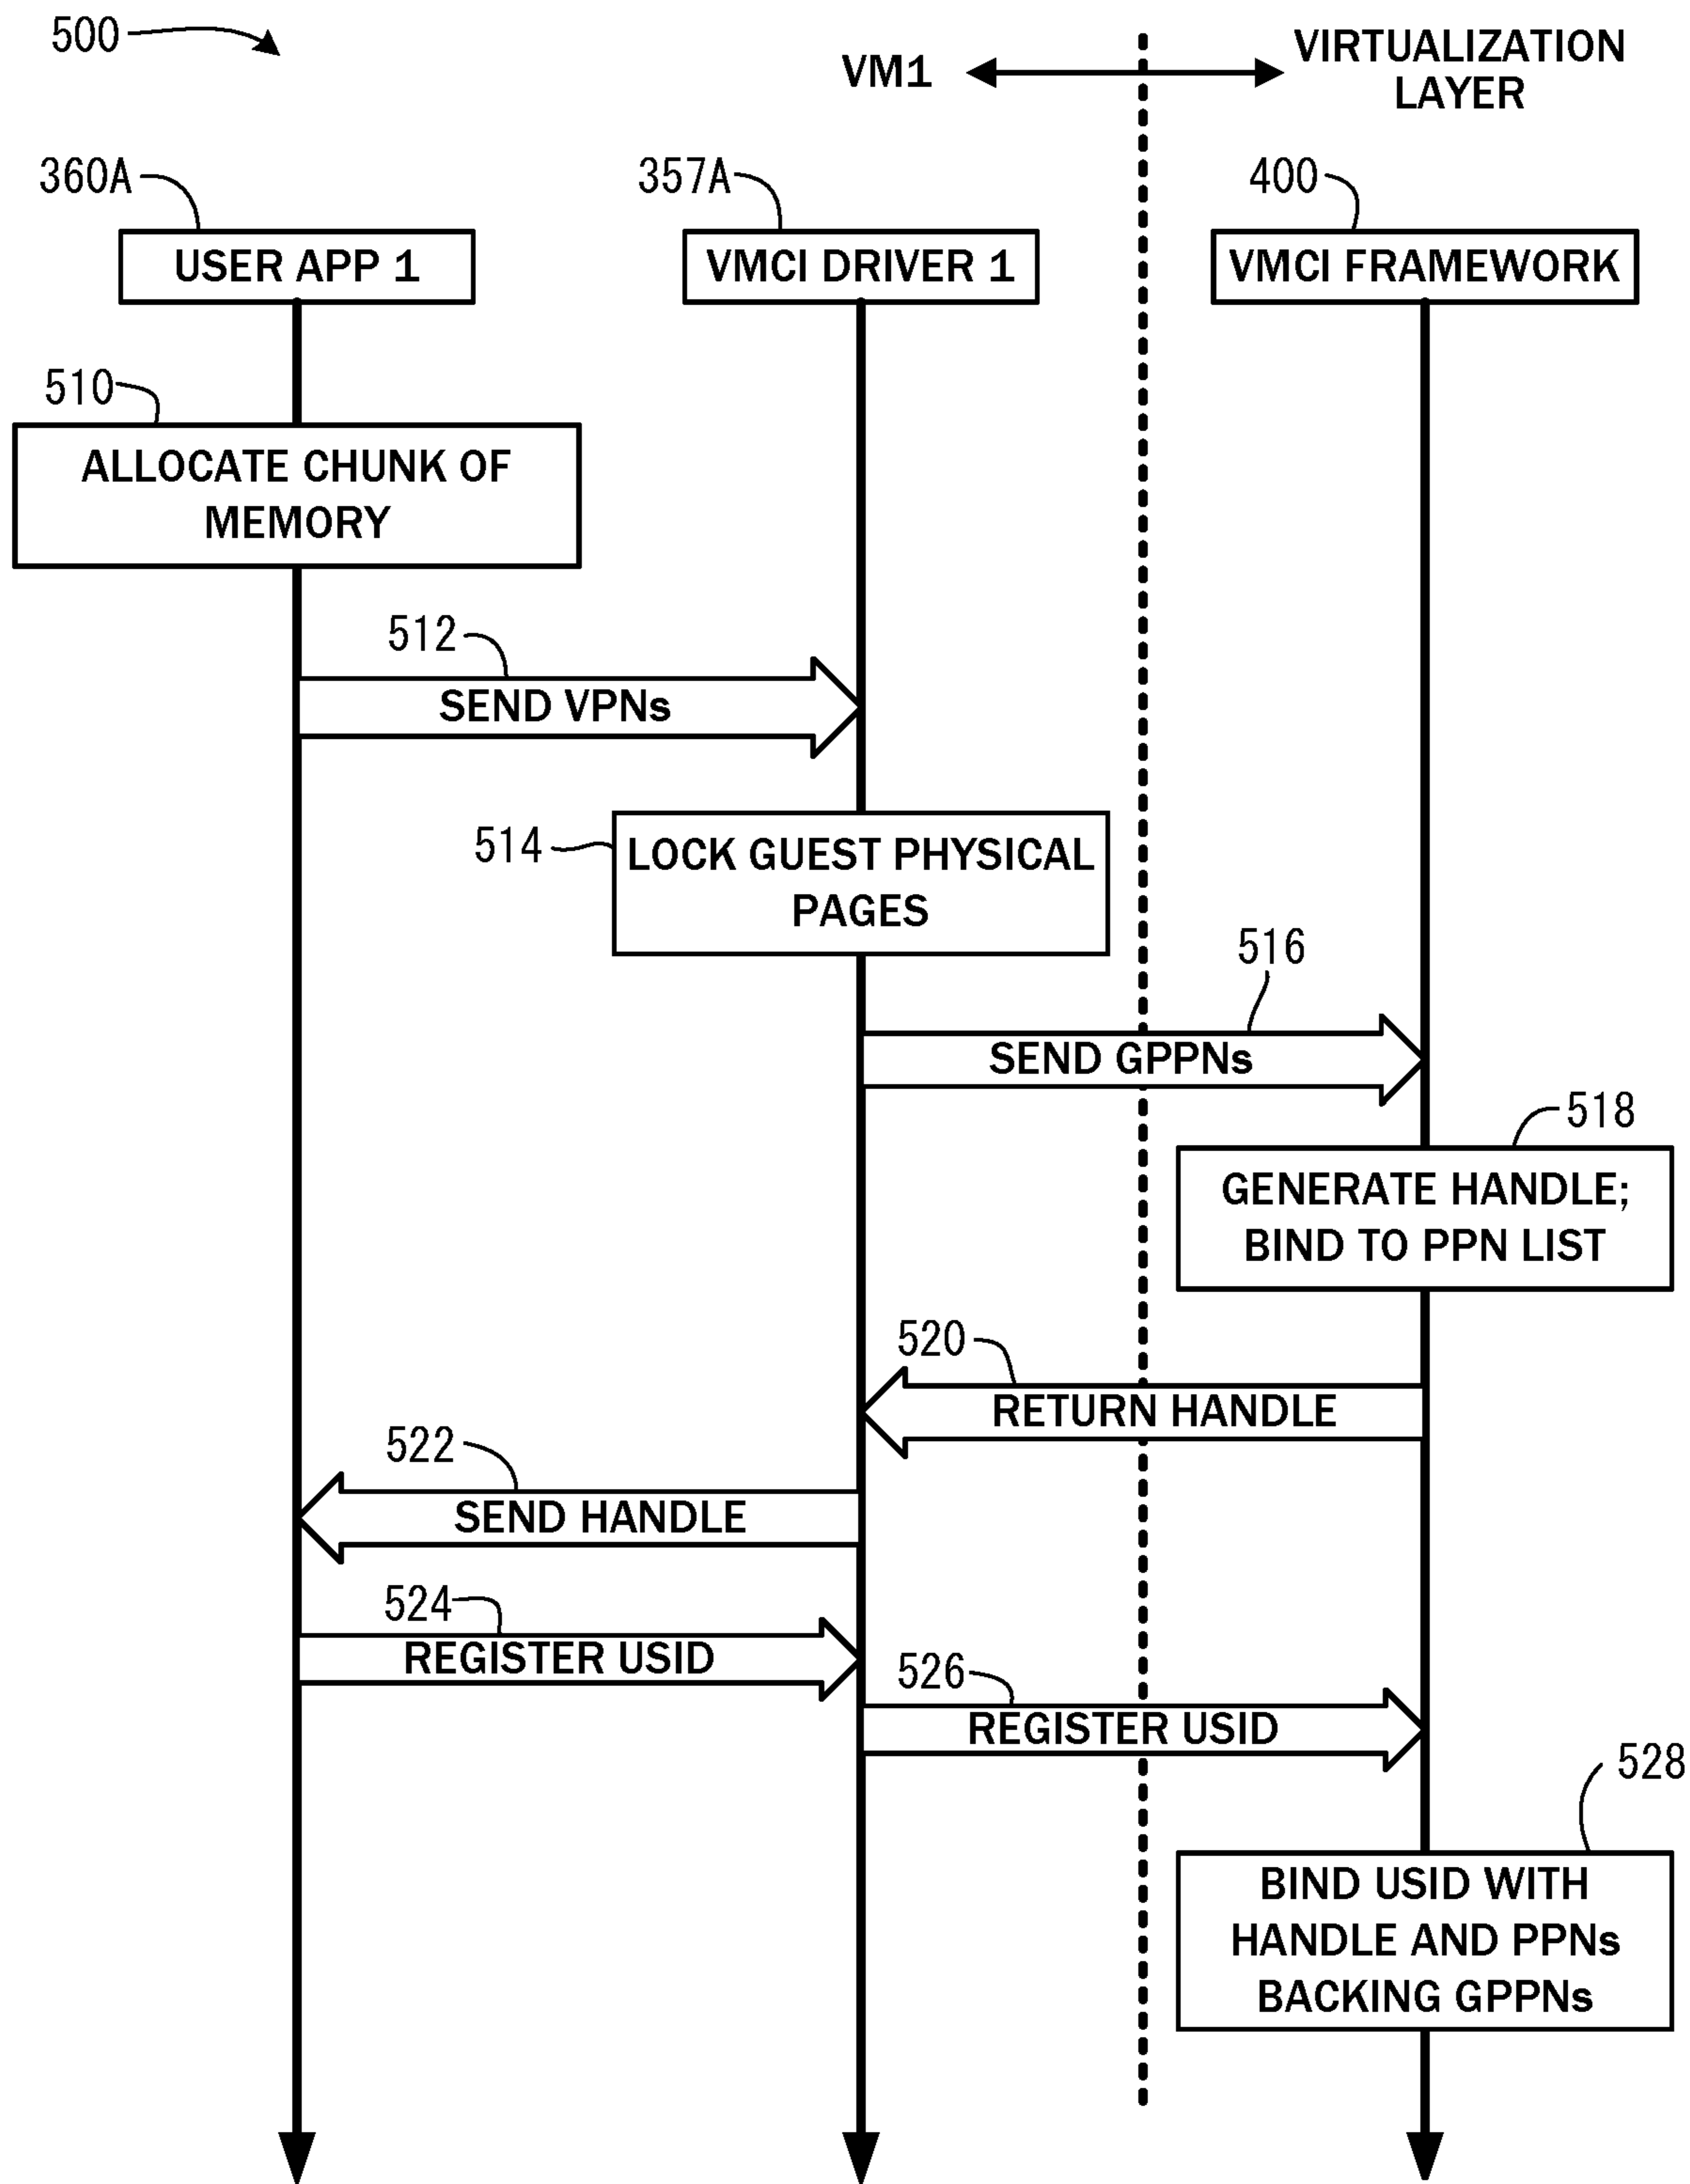 500
VM1
VIRTUALIZATION
LAYER
360A
357A
400
USER APP 1
VMCI DRIVER 1
VMCI FRAMEWORK
510
ALLOCATE CHUNK OF
MEMORY
512
SEND VPNs
514
LOCK GUEST PHYSICAL
PAGES
516
SEND GPPNs
518
GENERATE HANDLE;
BIND TO PPN LIST
520
RETURN HANDLE
522
SEND HANDLE
524
REGISTER USID
526
REGISTER USID
528
BIND USID WITH
HANDLE AND PPNs
BACKING GPPNs